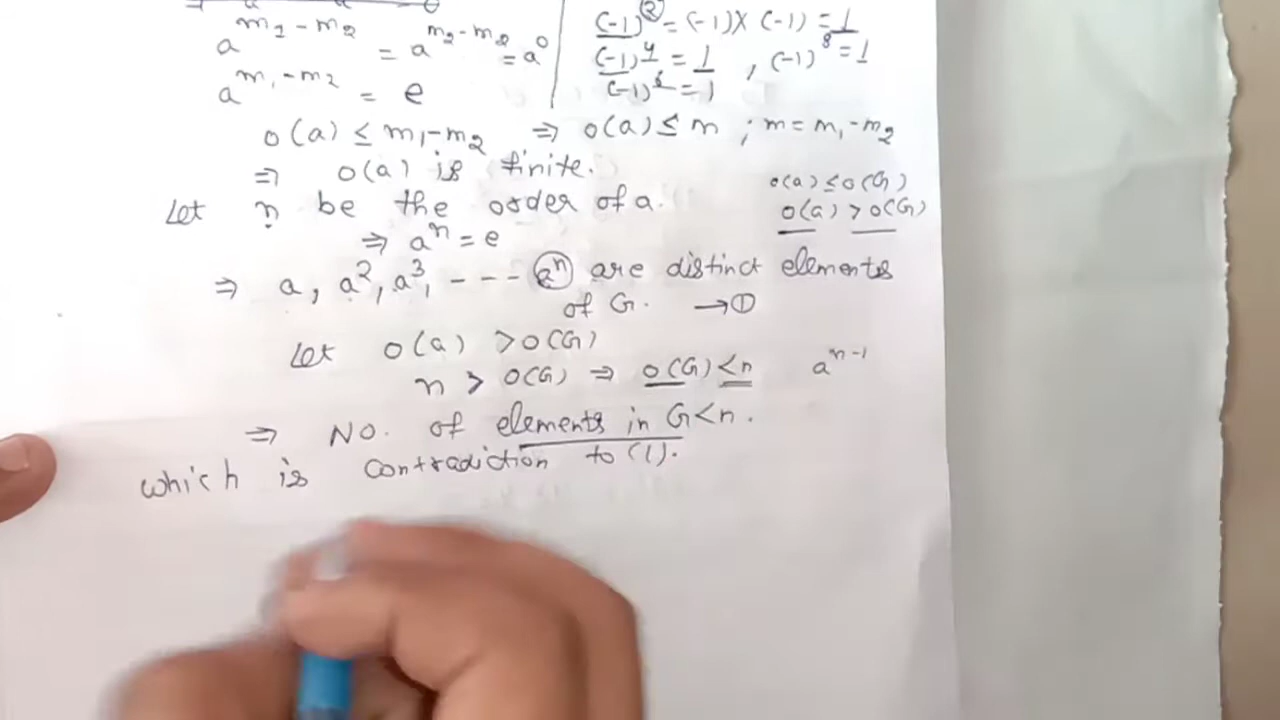 a^{m_2-m_2} = a^{m_2-m_2} = a^0
a^{m_1-m_2} = e
(-1)^② = (-1) X (-1) = 1
(-1)^4 = 1 , (-1)^8 = 1
(-1)^6 = 1
o(a) ≤ m_1-m_2 ⇒ o(a) ≤ m ; m = m_1-m_2
⇒ o(a) is finite.
o(a) ≤ o(G)
o(a) > o(G)
Let n be the order of a.
⇒ a^n = e
⇒ a, a^2, a^3, ---- a^n are distinct elements
of G. → ①
Let o(a) > o(G)
n > o(G) ⇒ o(G) < n
a^{n-1}
⇒ No. of elements in G < n.
which is contradiction to (1).